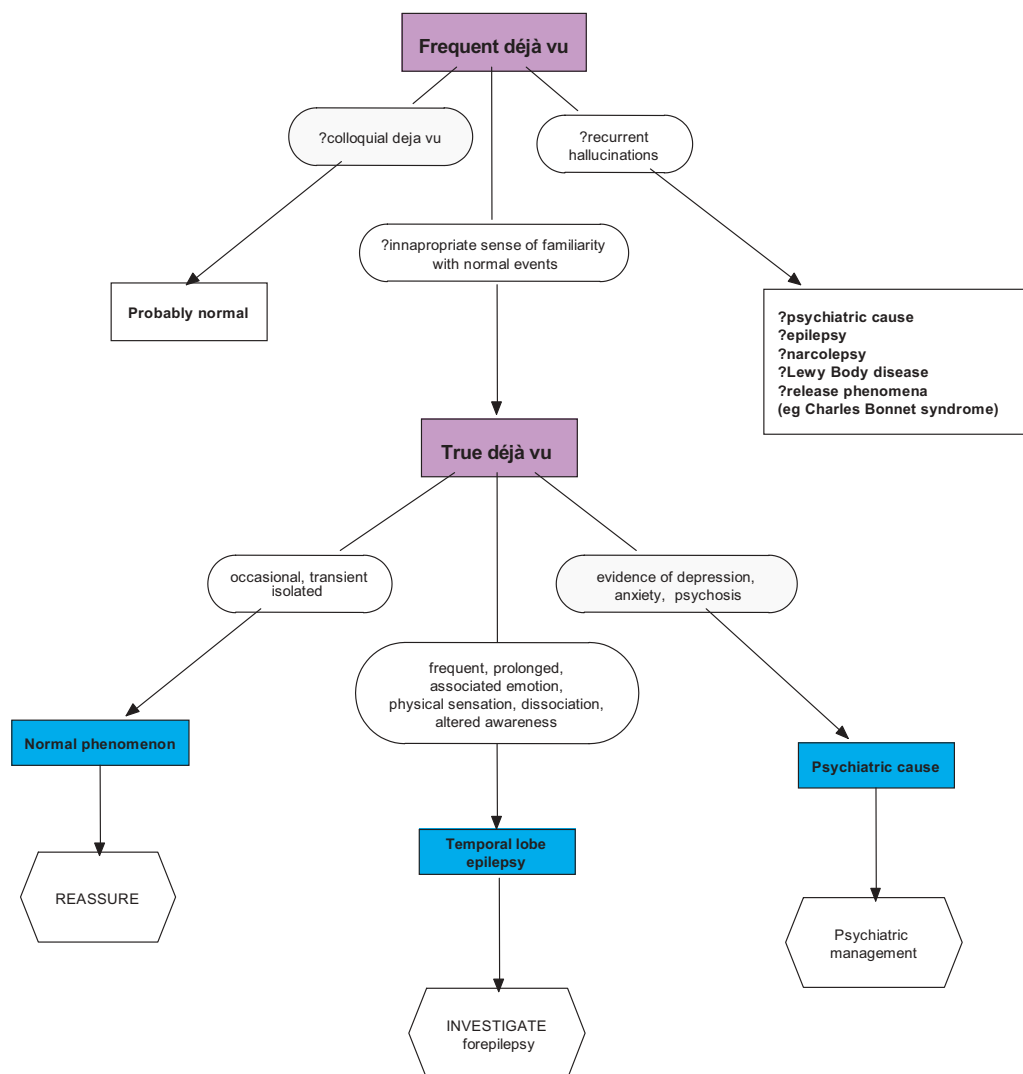 Frequent déjà vu
?colloquial deja vu
?recurrent
hallucinations
?innapropriate sense of familiarity
with normal events
Probably normal
?psychiatric cause
?epilepsy
?narcolepsy
?Lewy Body disease
?release phenomena
(eg Charles Bonnet syndrome)
True déjà vu
occasional, transient
isolated
evidence of depression,
anxiety, psychosis
frequent, prolonged,
associated emotion,
physical sensation, dissociation,
altered awareness
Normal phenomenon
Psychiatric cause
Temporal lobe
epilepsy
REASSURE
Psychiatric
management
INVESTIGATE
forepilepsy